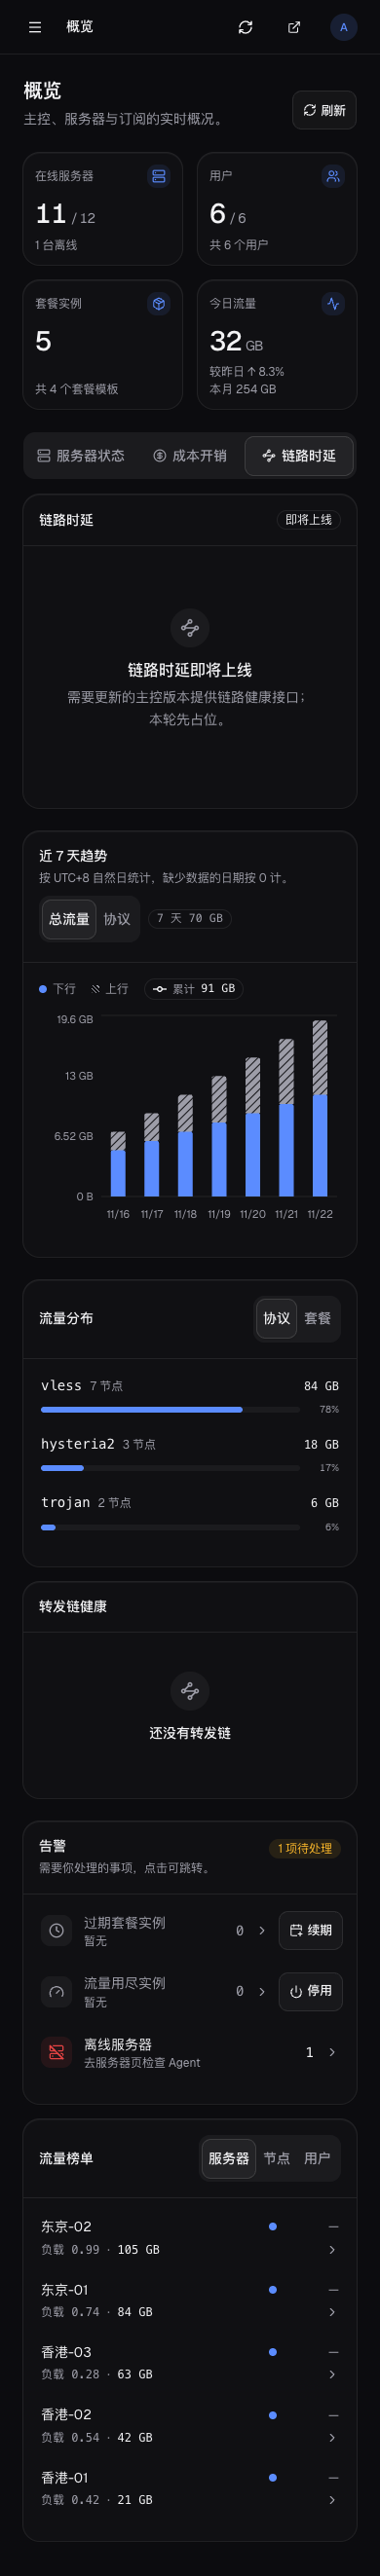 概览
A
概览
主控、服务器与订阅的实时概况。
刷新
在线服务器
11 / 12
1 台离线
用户
6 / 6
共 6 个用户
套餐实例
5
共 4 个套餐模板
今日流量
32 GB
较昨日 ↑ 8.3%
本月 254 GB
服务器状态
成本开销
链路时延
链路时延
即将上线
链路时延即将上线
需要更新的主控版本提供链路健康接口；
本轮先占位。
近 7 天趋势
按 UTC+8 自然日统计，缺少数据的日期按 0 计。
总流量 协议 7 天 70 GB
下行 上行 累计 91 GB
19.6 GB
13 GB
6.52 GB
0 B
11/16 11/17 11/18 11/19 11/20 11/21 11/22
流量分布
协议 套餐
vless 7 节点 84 GB
78%
hysteria2 3 节点 18 GB
17%
trojan 2 节点 6 GB
6%
转发链健康
还没有转发链
告警
1 项待处理
需要你处理的事项，点击可跳转。
过期套餐实例
暂无
0
续期
流量用尽实例
暂无
0
停用
离线服务器
去服务器页检查 Agent
1
流量榜单
服务器 节点 用户
东京-02 —
负载 0.99 · 105 GB
东京-01 —
负载 0.74 · 84 GB
香港-03 —
负载 0.28 · 63 GB
香港-02 —
负载 0.54 · 42 GB
香港-01 —
负载 0.42 · 21 GB